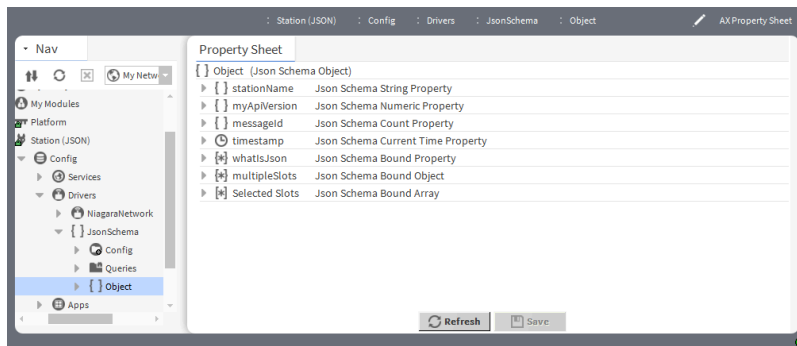 : Station (JSON) : Config : Drivers : JsonSchema : Object AX Property Sheet
Nav
My Netw
My Modules
Platform
Station (JSON)
Config
Services
Drivers
NiagaraNetwork
{ } JsonSchema
Config
Queries
{ } Object
Apps
Property Sheet
{ } Object (Json Schema Object)
{ } stationName Json Schema String Property
{ } myApiVersion Json Schema Numeric Property
{ } messageId Json Schema Count Property
timestamp Json Schema Current Time Property
{*} whatIsJson Json Schema Bound Property
{*} multipleSlots Json Schema Bound Object
[*] Selected Slots Json Schema Bound Array
Refresh Save